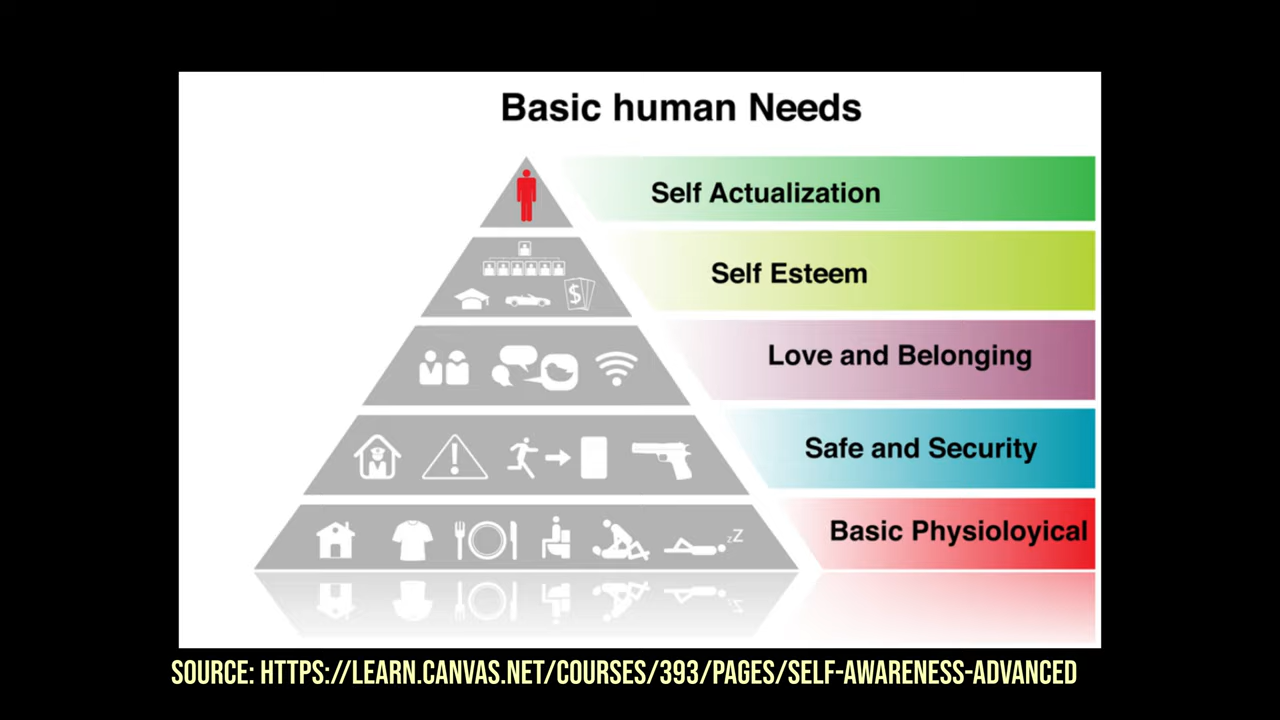 Basic human Needs
Self Actualization
Self Esteem
Love and Belonging
Safe and Security
Basic Physioloyical
SOURCE: HTTPS://LEARN.CANVAS.NET/COURSES/393/PAGES/SELF-AWARENESS-ADVANCED